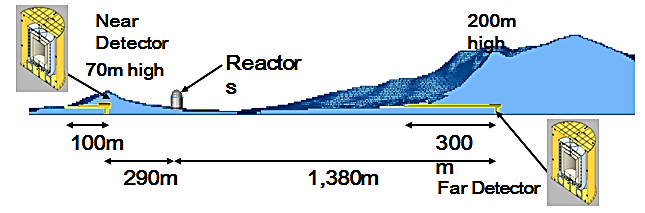 Near
Detector
70m high
Reactor
s
200m
high
100m
300
m
290m
1,380m
Far Detector